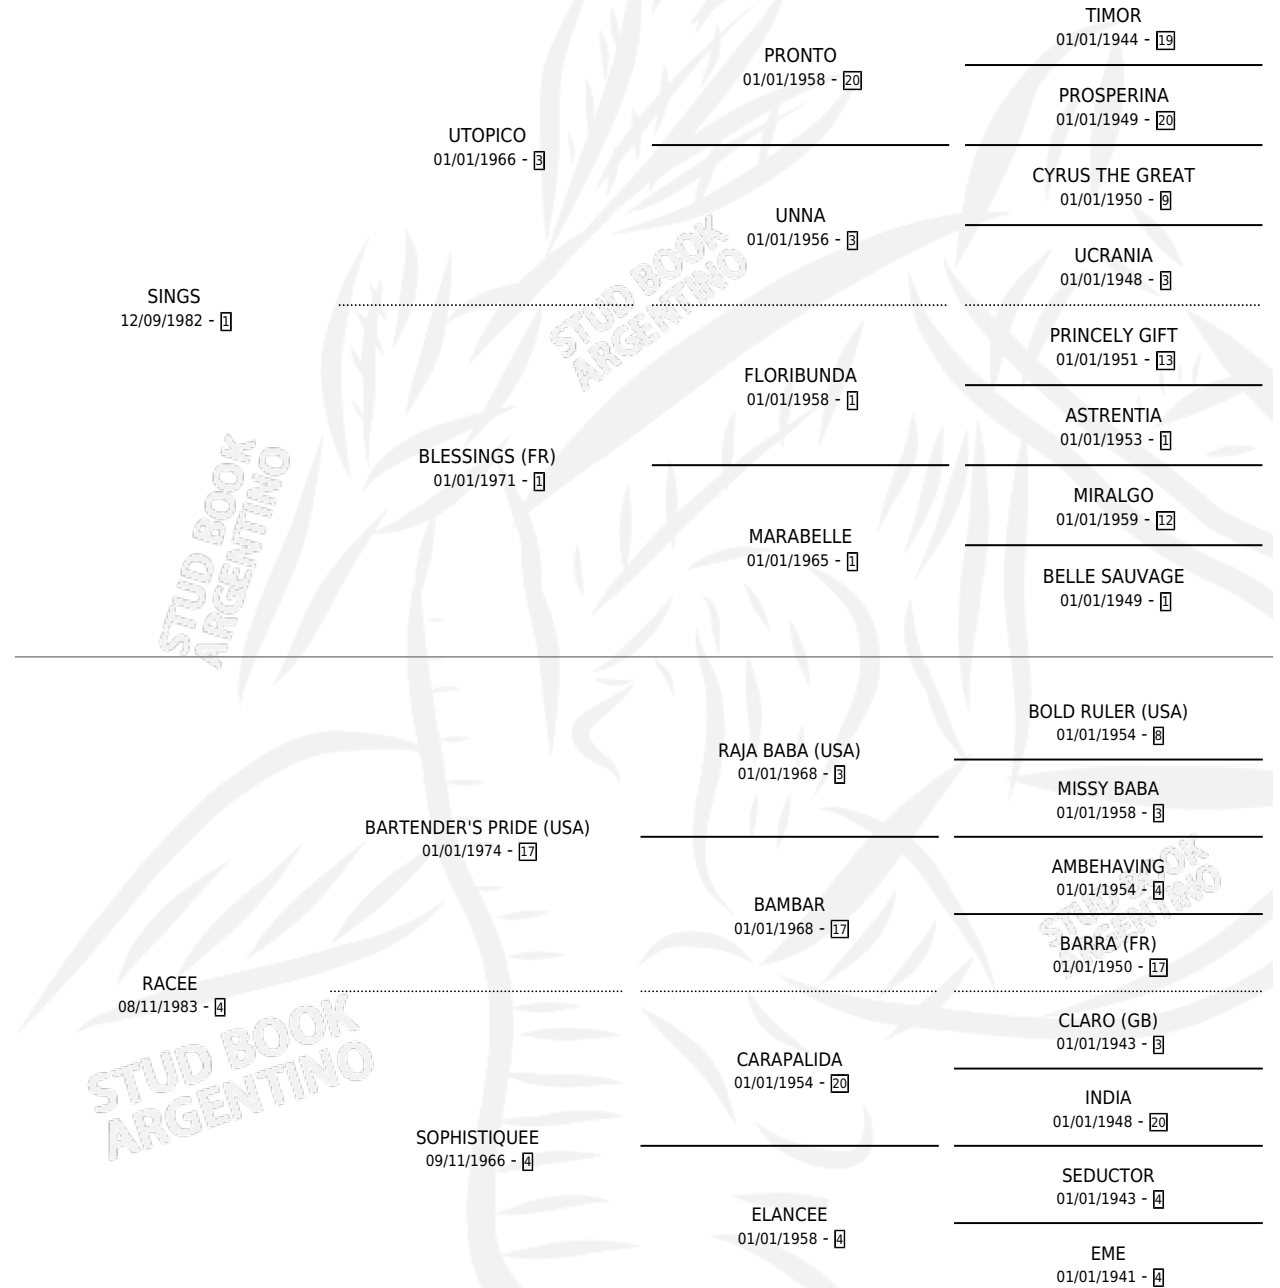 TIMOR
01/01/1944 - 19
PRONTO
01/01/1958 - 20
PROSPERINA
01/01/1949 - 20
UTOPICO
01/01/1966 - 3
CYRUS THE GREAT
01/01/1950 - 9
UNNA
01/01/1956 - 3
UCRANIA
01/01/1948 - 3
SINGS
12/09/1982 - 1
PRINCELY GIFT
01/01/1951 - 13
FLORIBUNDA
01/01/1958 - 1
ASTRENTIA
01/01/1953 - 1
BLESSINGS (FR)
01/01/1971 - 1
MIRALGO
01/01/1959 - 12
MARABELLE
01/01/1965 - 1
BELLE SAUVAGE
01/01/1949 - 1
BOLD RULER (USA)
01/01/1954 - 8
RAJA BABA (USA)
01/01/1968 - 3
MISSY BABA
01/01/1958 - 3
BARTENDER'S PRIDE (USA)
01/01/1974 - 17
AMBEHAVING
01/01/1954 - 4
BAMBAR
01/01/1968 - 17
BARRA (FR)
01/01/1950 - 17
RACEE
08/11/1983 - 4
CLARO (GB)
01/01/1943 - 3
CARAPALIDA
01/01/1954 - 20
INDIA
01/01/1948 - 20
SOPHISTIQUEE
09/11/1966 - 4
SEDUCTOR
01/01/1943 - 4
ELANCEE
01/01/1958 - 4
EME
01/01/1941 - 4
STUD BOOK
ARGENTINO
STUD BOOK
ARGENTINO
STUD BOOK
ARGENTINO
STUD BOOK
ARGENTINO